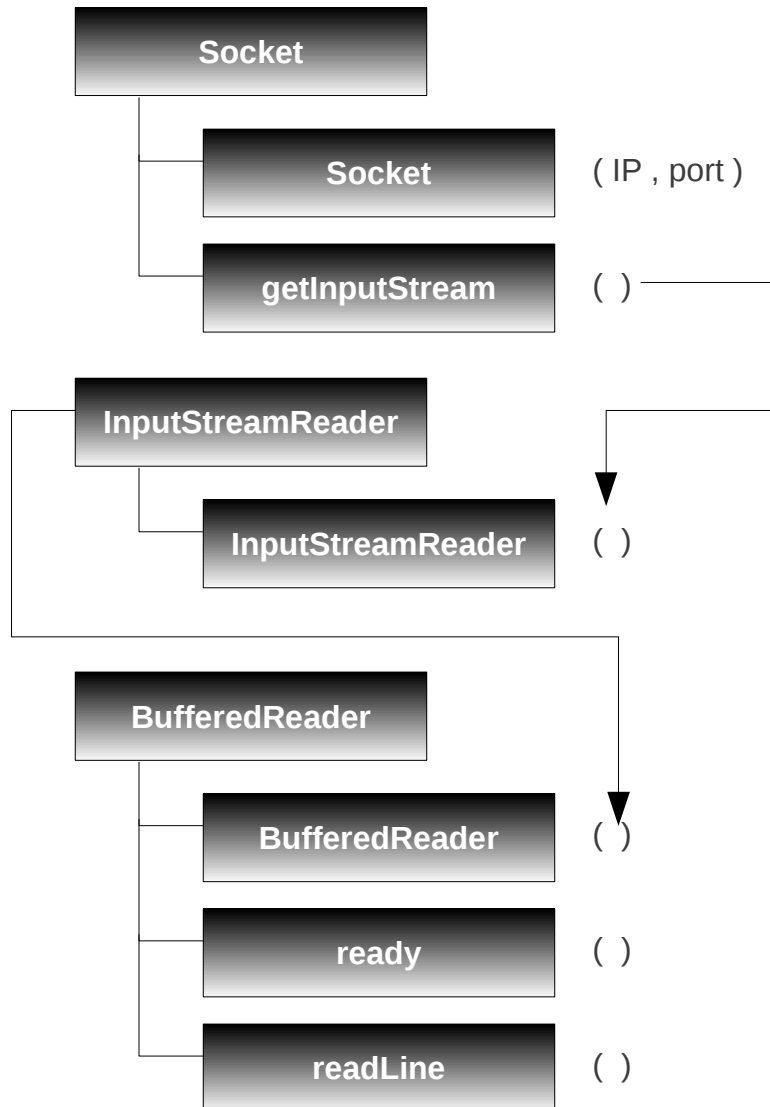 Socket
Socket ( IP , port )
getInputStream ( )
InputStreamReader
InputStreamReader ( )
BufferedReader
BufferedReader ( )
ready ( )
readLine ( )